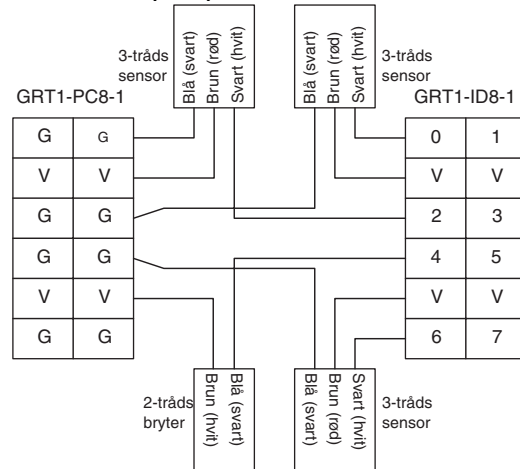 3-tråds
sensor
Blå (svart)
Brun (rød)
Svart (hvit)
Blå (svart)
Brun (rød)
Svart (hvit)
3-tråds
sensor
GRT1-PC8-1
GRT1-ID8-1
G G
V V
G G
G G
V V
G G
0 1
V V
2 3
4 5
V V
6 7
2-tråds
bryter
Brun (hvit)
Blå (svart)
Blå (svart)
Brun (rød)
Svart (hvit)
3-tråds
sensor